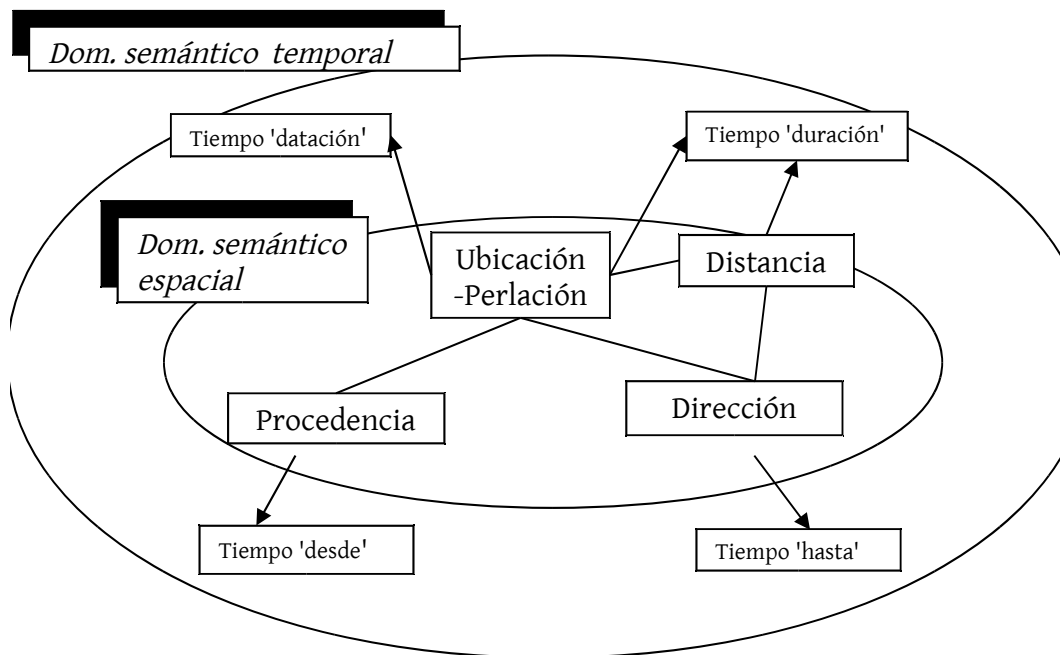 Dom. semántico temporal
Tiempo 'datación'
Tiempo 'duración'
Dom. semántico
espacial
Ubicación
-Perlación
Distancia
Procedencia
Dirección
Tiempo 'desde'
Tiempo 'hasta'